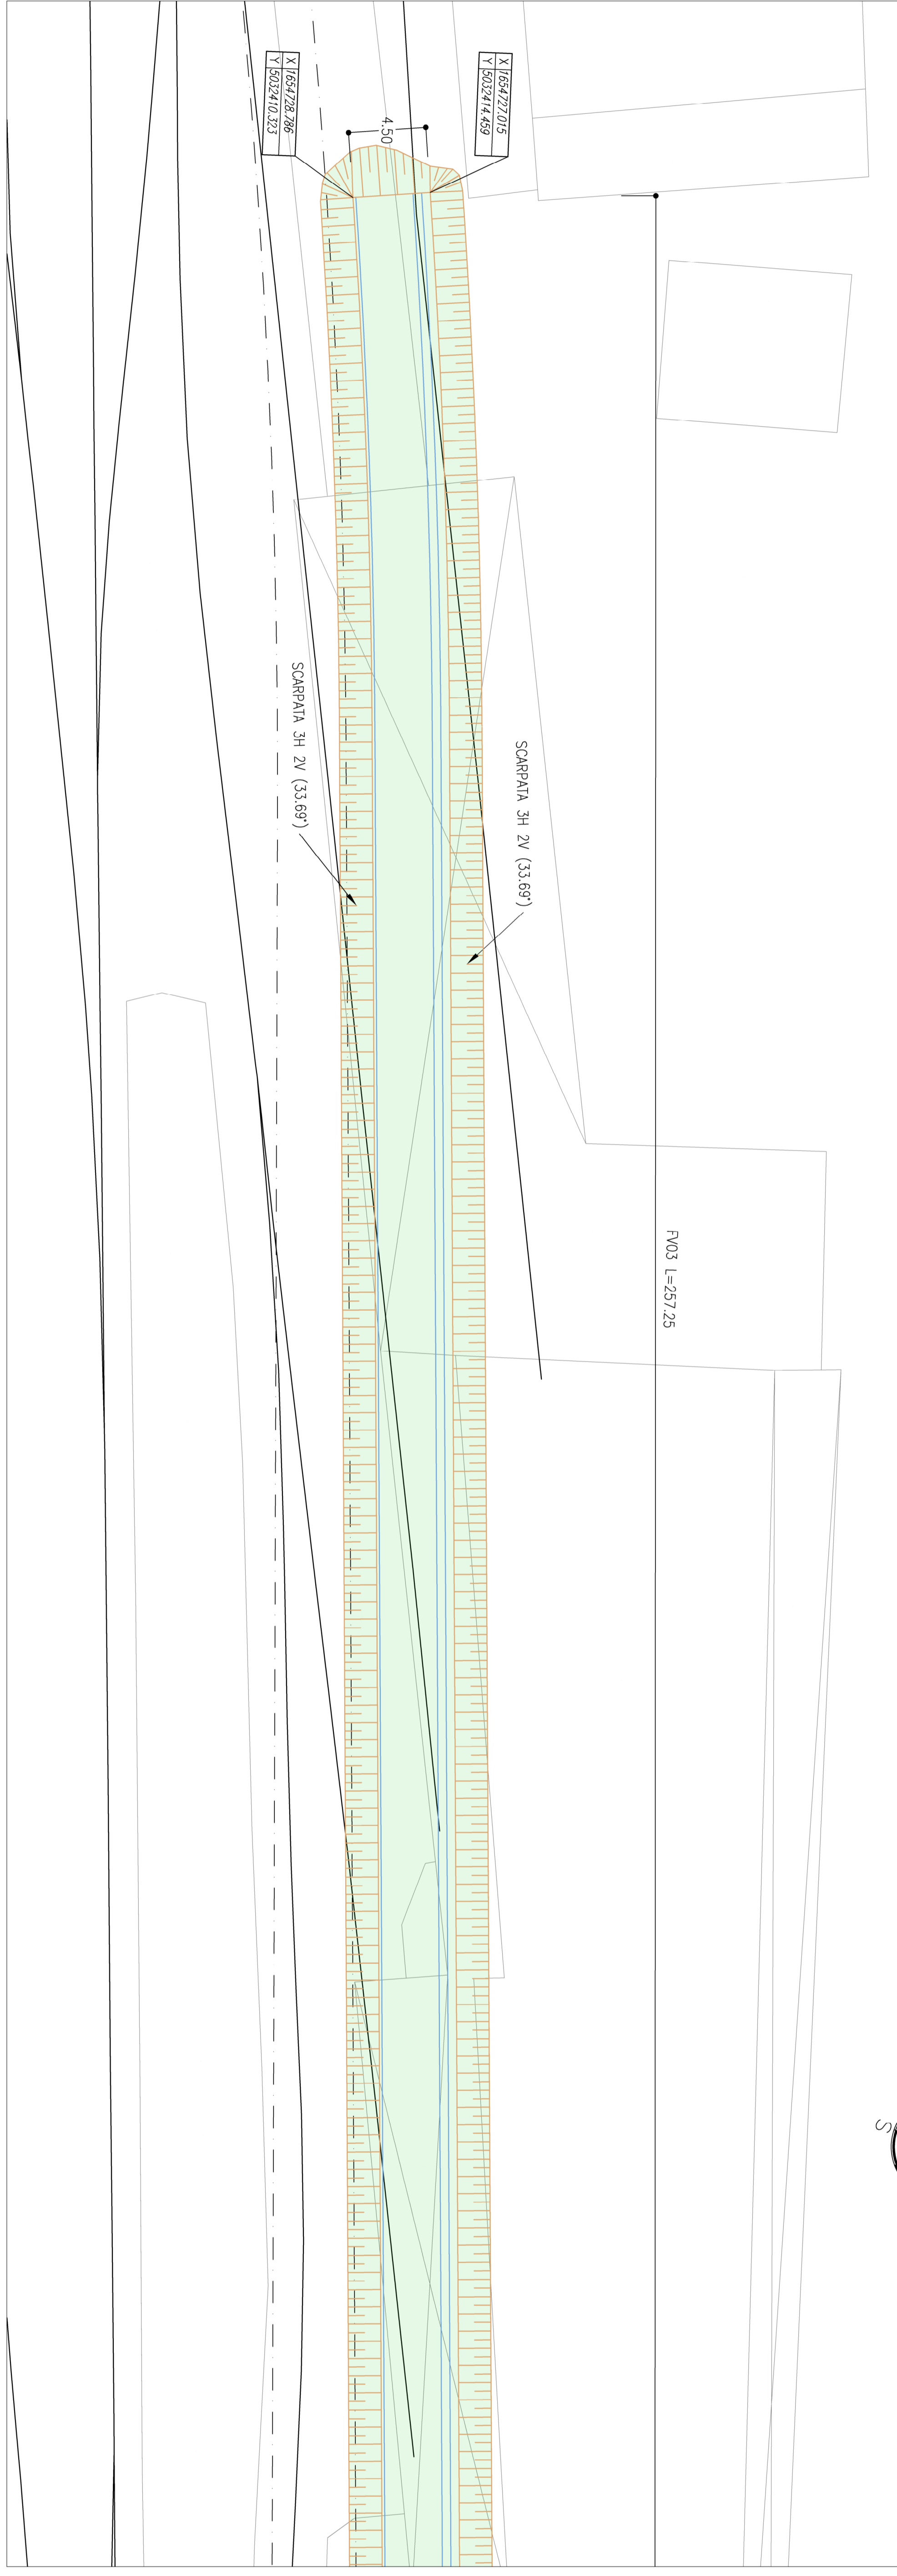 X 1654727.015
Y 5032414.459
X 1654728.786
Y 5032410.323
4.50
SCARPATA 3H 2V (33.69°)
SCARPATA 3H 2V (33.69°)
FV03 L=257.25
S